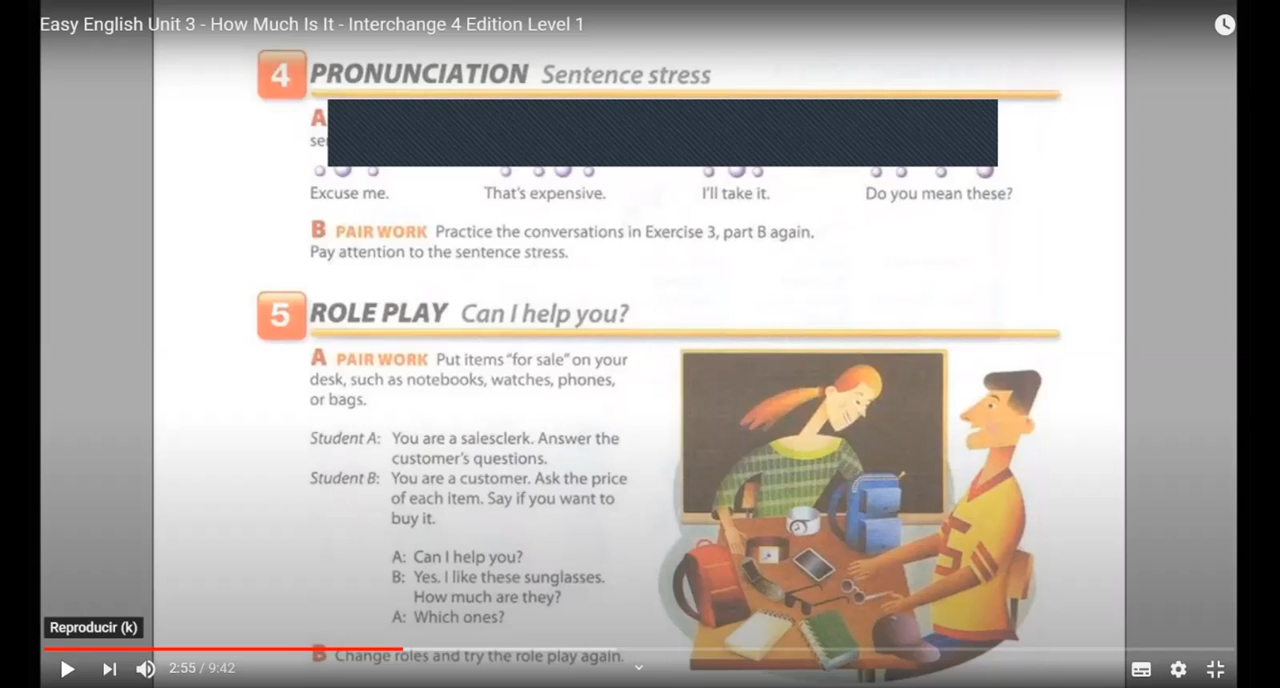 Easy English Unit 3 - How Much Is It - Interchange 4 Edition Level 1
4 PRONUNCIATION Sentence stress
A
Excuse me. That's expensive. I'll take it. Do you mean these?
B PAIR WORK Practice the conversations in Exercise 3, part B again.
Pay attention to the sentence stress.
5 ROLE PLAY Can I help you?
A PAIR WORK Put items "for sale" on your
desk, such as notebooks, watches, phones,
or bags.
Student A: You are a salesclerk. Answer the
customer's questions.
Student B: You are a customer. Ask the price
of each item. Say if you want to
buy it.
A: Can I help you?
B: Yes. I like these sunglasses.
How much are they?
A: Which ones?
B Change roles and try the role play again.
Reproducir (k)
2:55 / 9:42